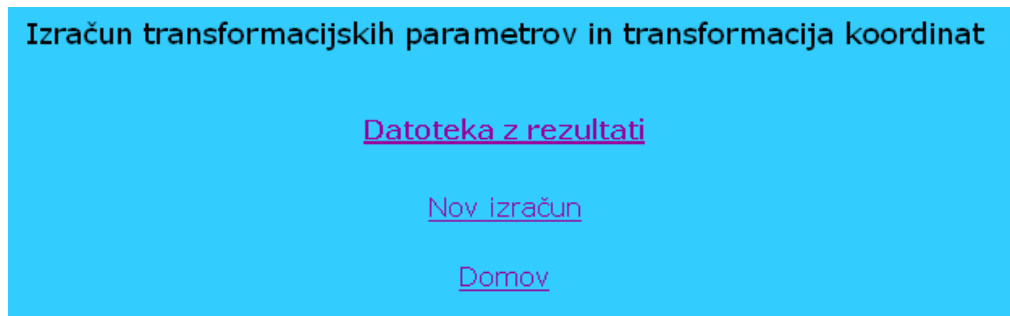 Izračun transformacijskih parametrov in transformacija koordinat
Datoteka z rezultati
Nov izračun
Domov